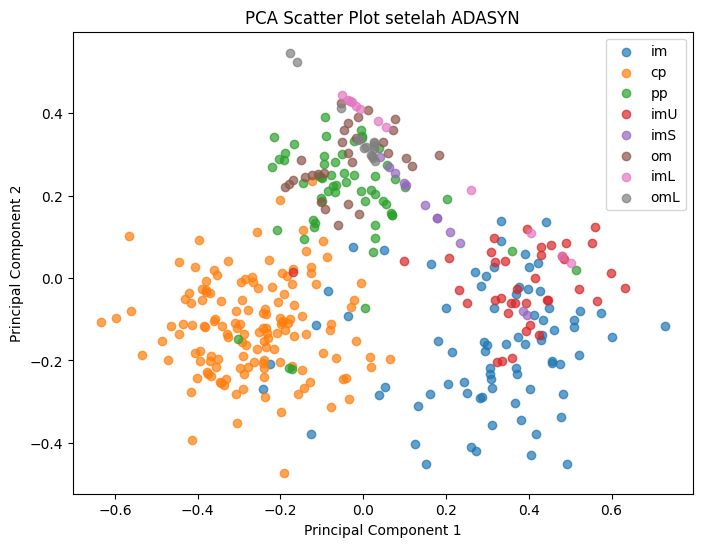 PCA Scatter Plot setelah ADASYN
im
cp
pp
imU
imS
om
imL
omL
0.4
0.2
0.0
−0.2
−0.4
Principal Component 2
−0.6 −0.4 −0.2 0.0 0.2 0.4 0.6
Principal Component 1